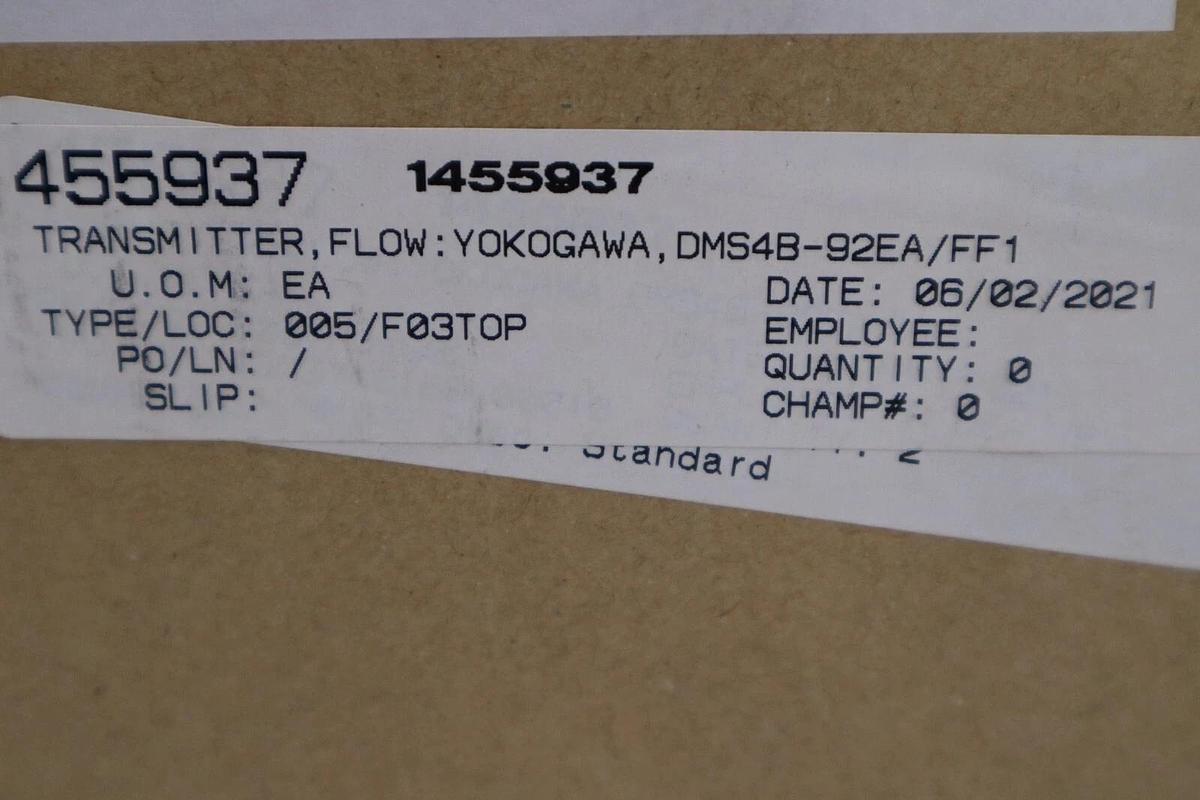 455937 1455937
TRANSMITTER,FLOW:YOKOGAWA,DMS4B-92EA/FF1
U.O.M: EA DATE: 06/02/2021
TYPE/LOC: 005/F03TOP EMPLOYEE:
PO/LN: / QUANTITY: 0
SLIP: CHAMP#: 0
Standard 2